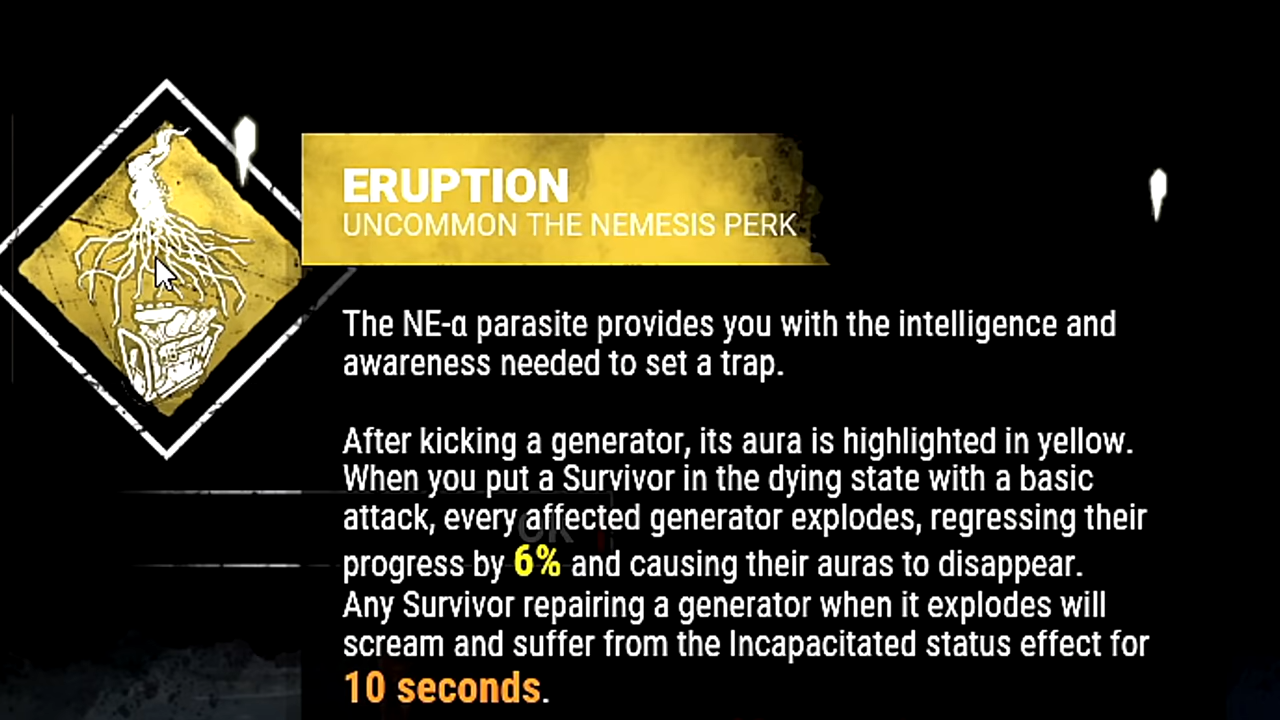 ERUPTION
UNCOMMON THE NEMESIS PERK
The NE-α parasite provides you with the intelligence and
awareness needed to set a trap.
After kicking a generator, its aura is highlighted in yellow.
When you put a Survivor in the dying state with a basic
attack, every affected generator explodes, regressing their
OK
progress by 6% and causing their auras to disappear.
Any Survivor repairing a generator when it explodes will
scream and suffer from the Incapacitated status effect for
10 seconds.